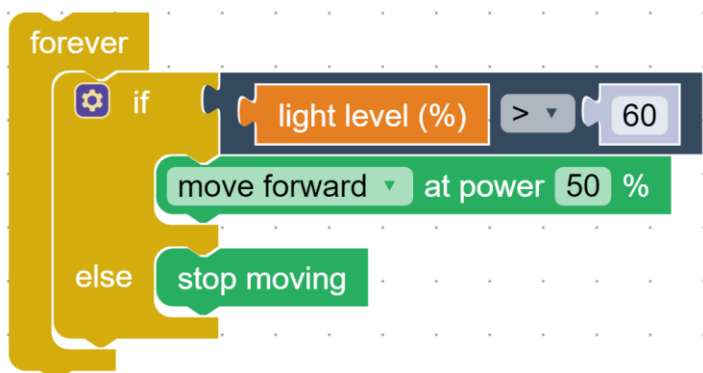 forever
if light level (%) > 60
move forward at power 50 %
else stop moving